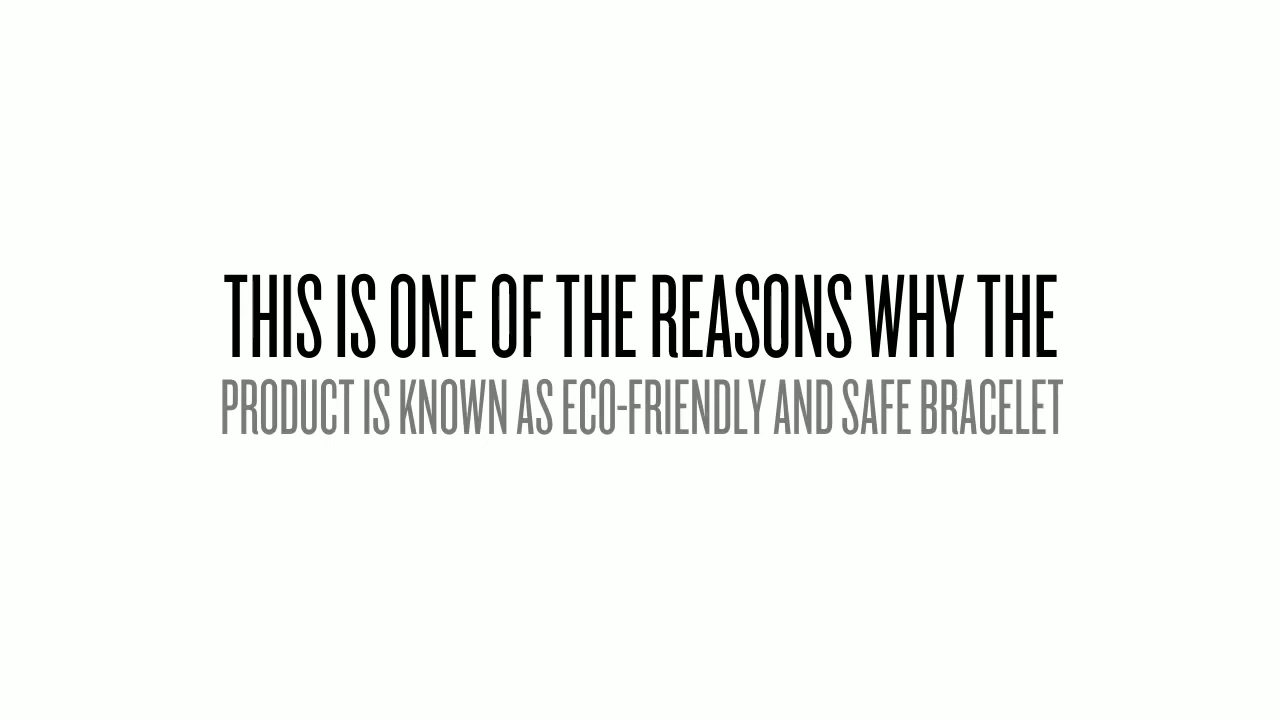 THIS IS ONE OF THE REASONS WHY THE
PRODUCT IS KNOWN AS ECO-FRIENDLY AND SAFE BRACELET